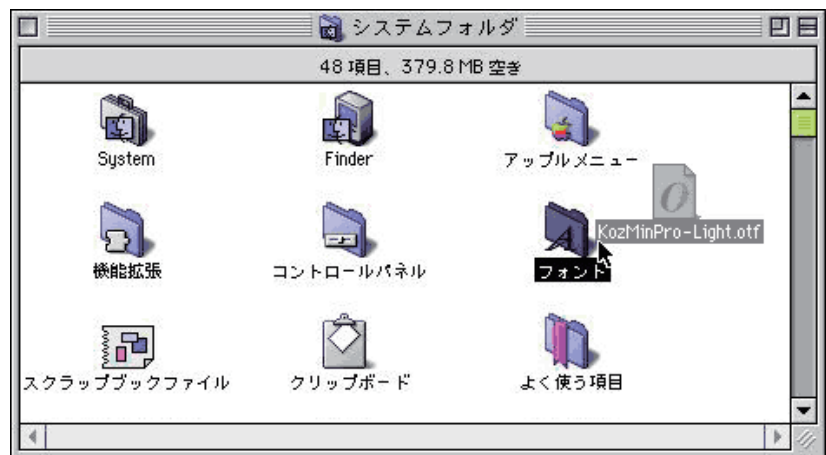 システムフォルダ
48 項目、379.8 MB 空き
System
Finder
アップルメニュー
KozMinPro-Light.otf
機能拡張
コントロールパネル
フォント
スクラップブックファイル
クリップボード
よく使う項目